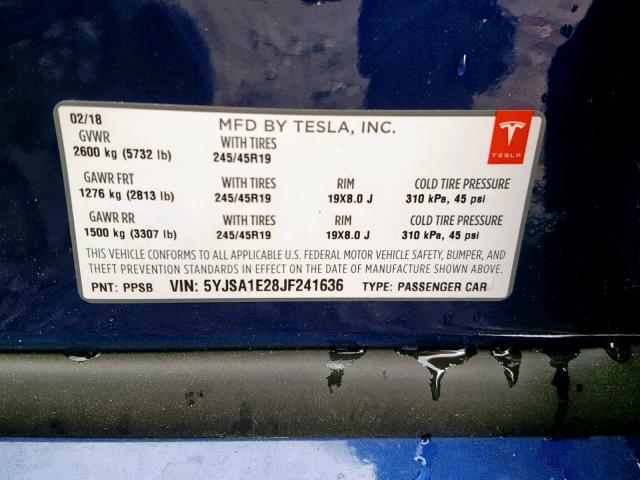 02/18 MFD BY TESLA, INC.
TESLA
GVWR WITH TIRES
2600 kg (5732 lb) 245/45R19
GAWR FRT WITH TIRES RIM COLD TIRE PRESSURE
1276 kg (2813 lb) 245/45R19 19X8.0 J 310 kPa, 45 psi
GAWR RR WITH TIRES RIM COLD TIRE PRESSURE
1500 kg (3307 lb) 245/45R19 19X8.0 J 310 kPa, 45 psi
THIS VEHICLE CONFORMS TO ALL APPLICABLE U.S. FEDERAL MOTOR VEHICLE SAFETY, BUMPER, AND
THEFT PREVENTION STANDARDS IN EFFECT ON THE DATE OF MANUFACTURE SHOWN ABOVE.
PNT: PPSB VIN: 5YJSA1E28JF241636 TYPE: PASSENGER CAR